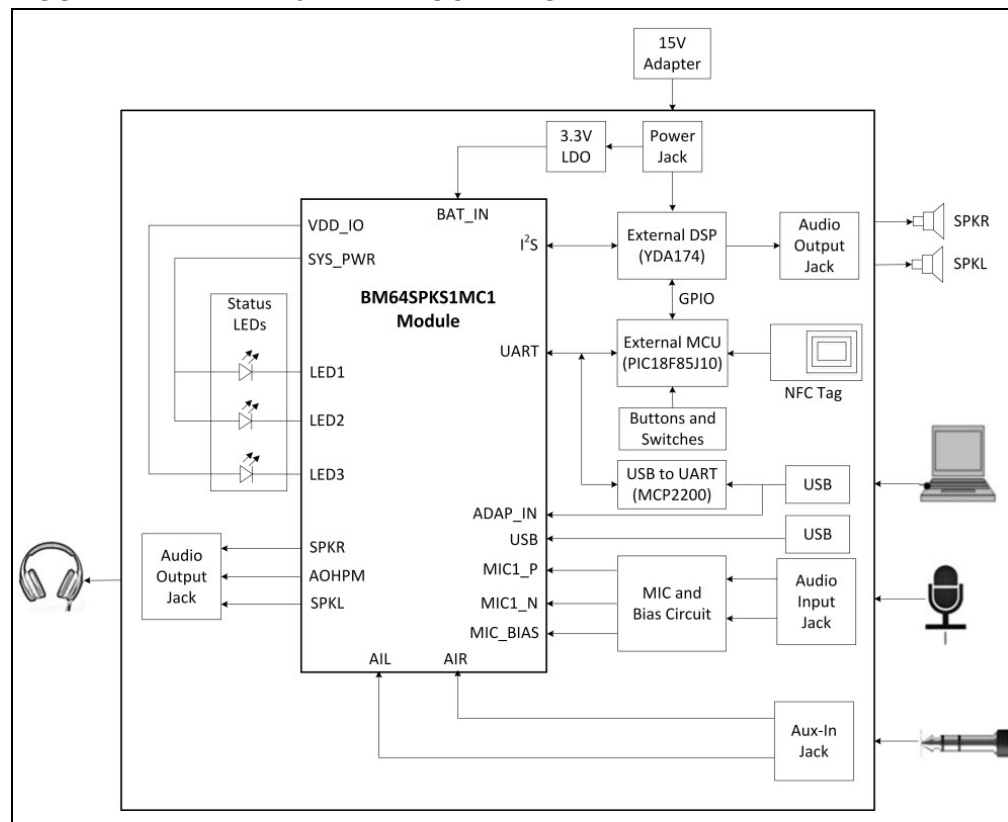 15V
Adapter
3.3V
LDO
Power
Jack
VDD_IO
BAT_IN
SYS_PWR
I²S
External DSP
(YDA174)
Audio
Output
Jack
SPKR
SPKL
BM64SPKS1MC1
Module
GPIO
Status
LEDs
UART
External MCU
(PIC18F85J10)
NFC Tag
LED1
LED2
LED3
Buttons and
Switches
USB to UART
(MCP2200)
USB
ADAP_IN
USB
USB
Audio
Output
Jack
SPKR
AOHPM
SPKL
MIC1_P
MIC1_N
MIC_BIAS
MIC and
Bias Circuit
Audio
Input
Jack
AIL
AIR
Aux-In
Jack